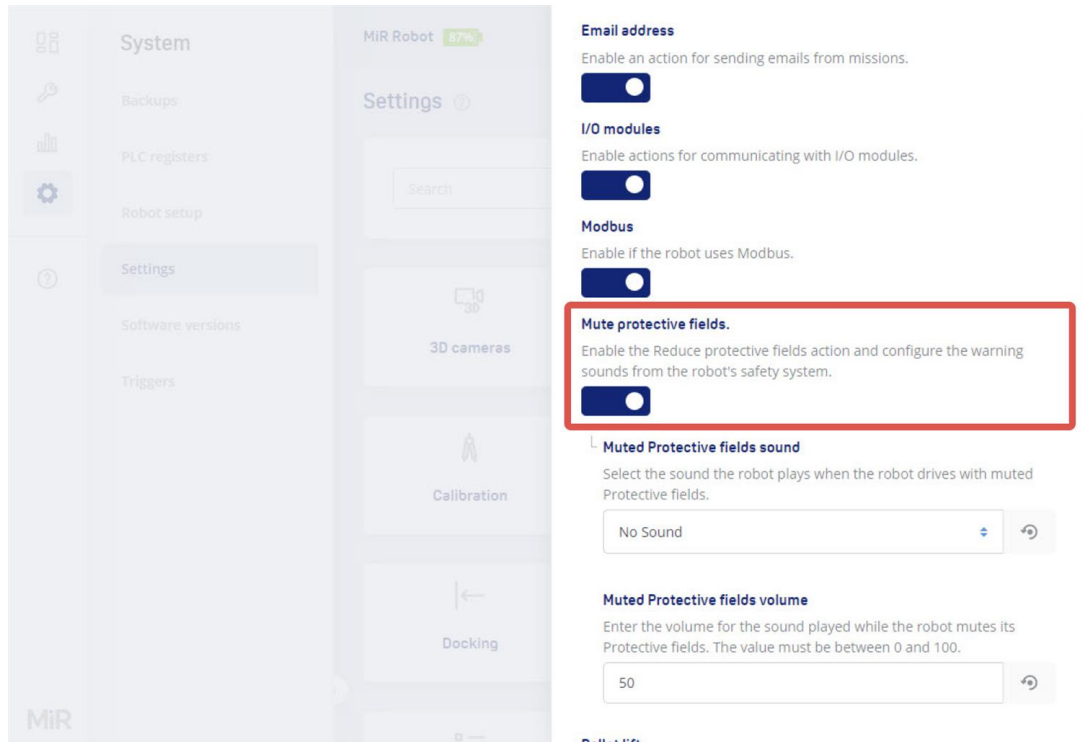 System
Backups
PLC registers
Robot setup
Settings
Software versions
Triggers
MiR
MiR Robot 87%
Settings
Search
3D
3D cameras
Calibration
Docking
Email address
Enable an action for sending emails from missions.
I/O modules
Enable actions for communicating with I/O modules.
Modbus
Enable if the robot uses Modbus.
Mute protective fields.
Enable the Reduce protective fields action and configure the warning
sounds from the robot's safety system.
Muted Protective fields sound
Select the sound the robot plays when the robot drives with muted
Protective fields.
No Sound
Muted Protective fields volume
Enter the volume for the sound played while the robot mutes its
Protective fields. The value must be between 0 and 100.
50